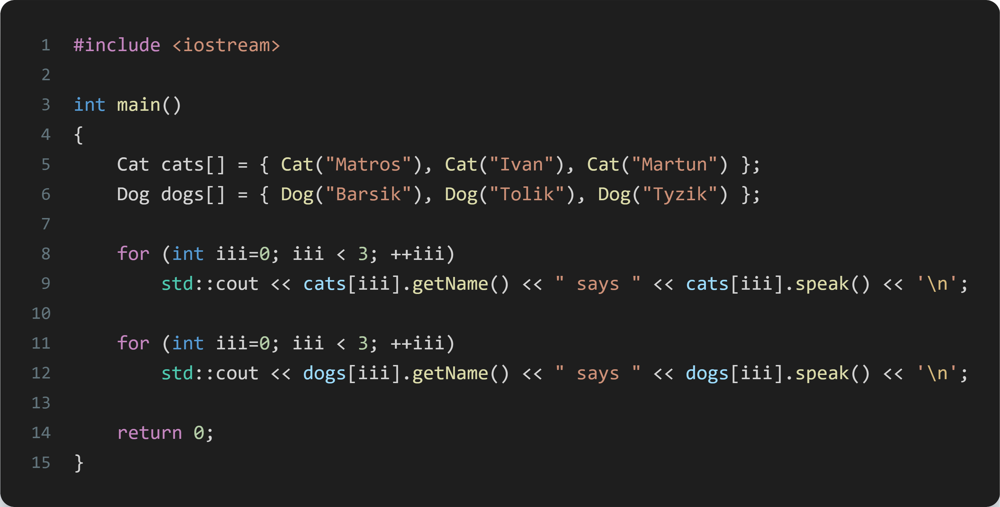 1 #include <iostream>
2
3 int main()
4 {
5     Cat cats[] = { Cat("Matros"), Cat("Ivan"), Cat("Martun") };
6     Dog dogs[] = { Dog("Barsik"), Dog("Tolik"), Dog("Tyzik") };
7
8     for (int iii=0; iii < 3; ++iii)
9         std::cout << cats[iii].getName() << " says " << cats[iii].speak() << '\n';
10
11     for (int iii=0; iii < 3; ++iii)
12         std::cout << dogs[iii].getName() << " says " << dogs[iii].speak() << '\n';
13
14     return 0;
15 }